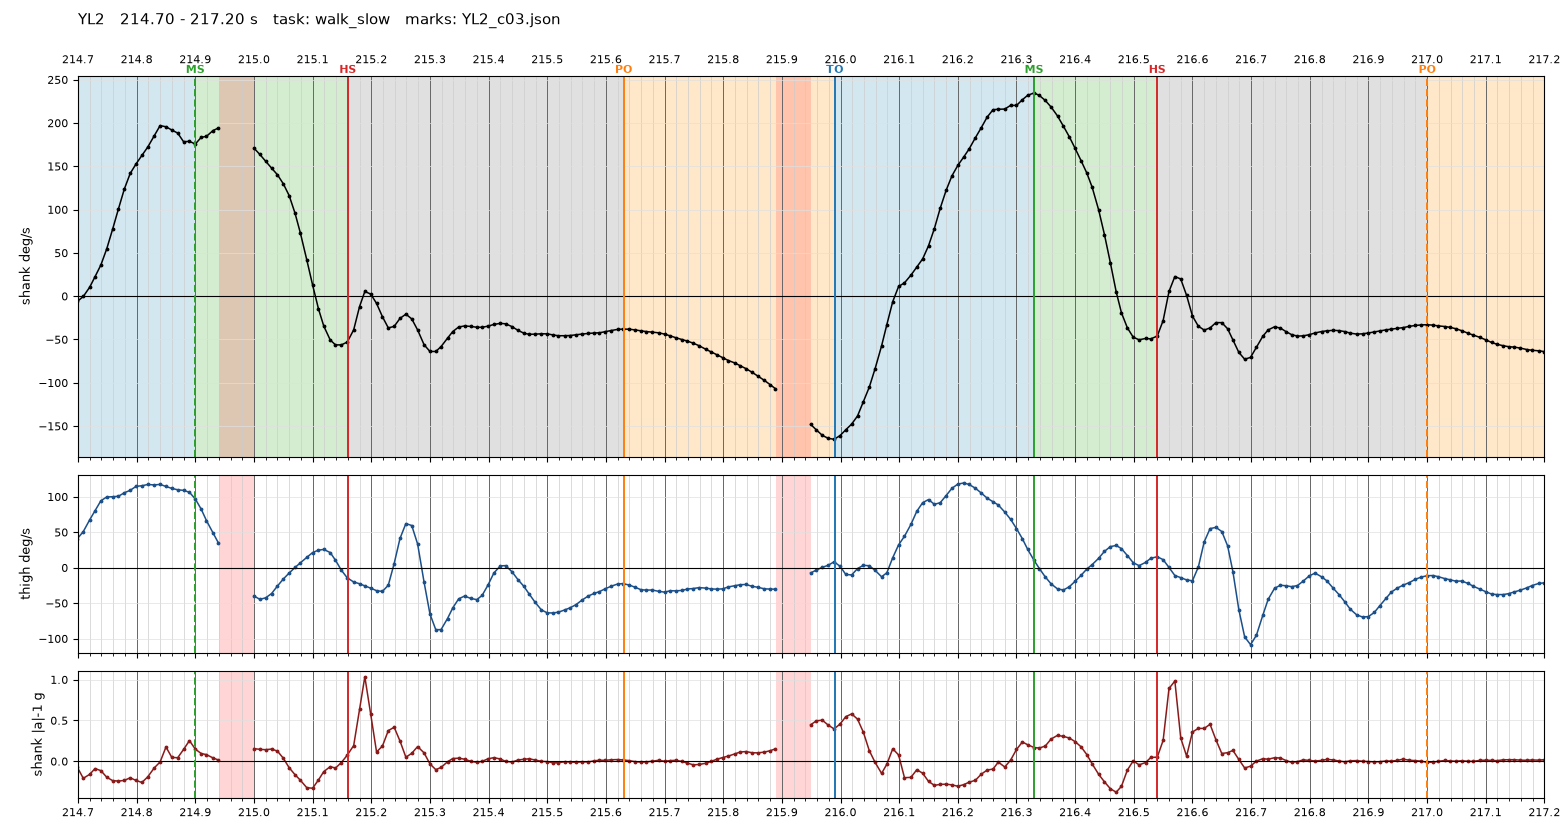 YL2 214.70 - 217.20 s task: walk_slow marks: YL2_c03.json
214.7 214.8 214.9 215.0 215.1 215.2 215.3 215.4 215.5 215.6 215.7 215.8 215.9 216.0 216.1 216.2 216.3 216.4 216.5 216.6 216.7 216.8 216.9 217.0 217.1 217.2
MS HS PO TO MS HS PO
250
200
150
100
50
0
−50
−100
−150
shank deg/s
100
50
0
−50
−100
thigh deg/s
1.0
0.5
0.0
shank |a|-1 g
214.7 214.8 214.9 215.0 215.1 215.2 215.3 215.4 215.5 215.6 215.7 215.8 215.9 216.0 216.1 216.2 216.3 216.4 216.5 216.6 216.7 216.8 216.9 217.0 217.1 217.2